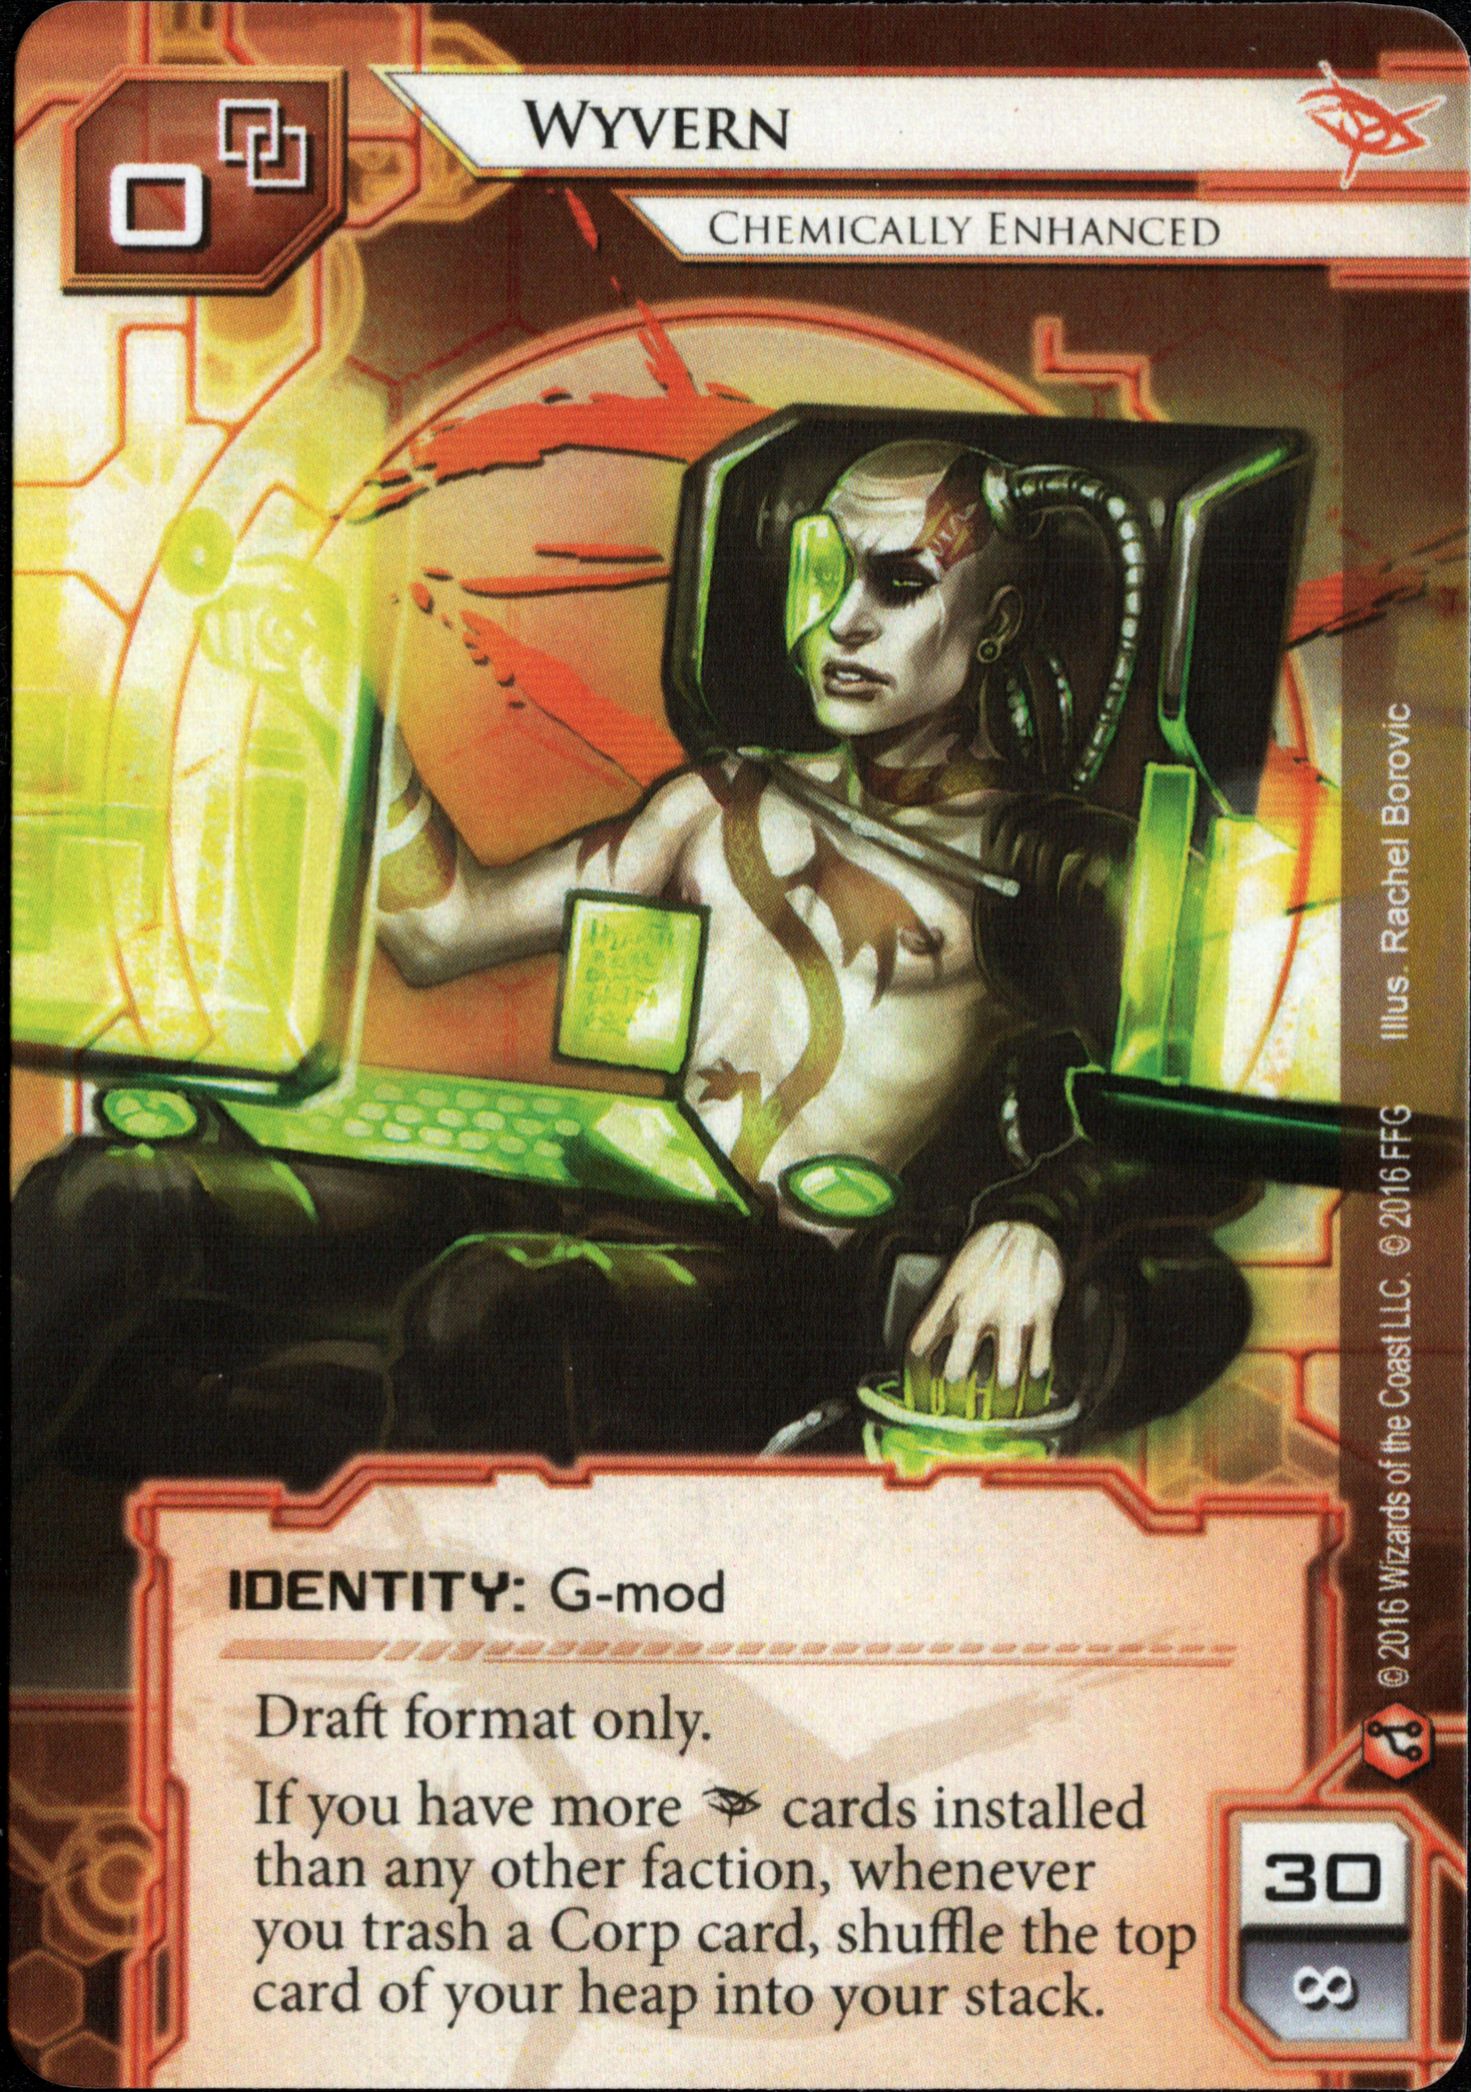 0
WYVERN
CHEMICALLY ENHANCED
Illus. Rachel Borovic
© 2016 FFG
© 2016 Wizards of the Coast LLC.
IDENTITY: G-mod
Draft format only.
If you have more cards installed
than any other faction, whenever
you trash a Corp card, shuffle the top
card of your heap into your stack.
30
∞